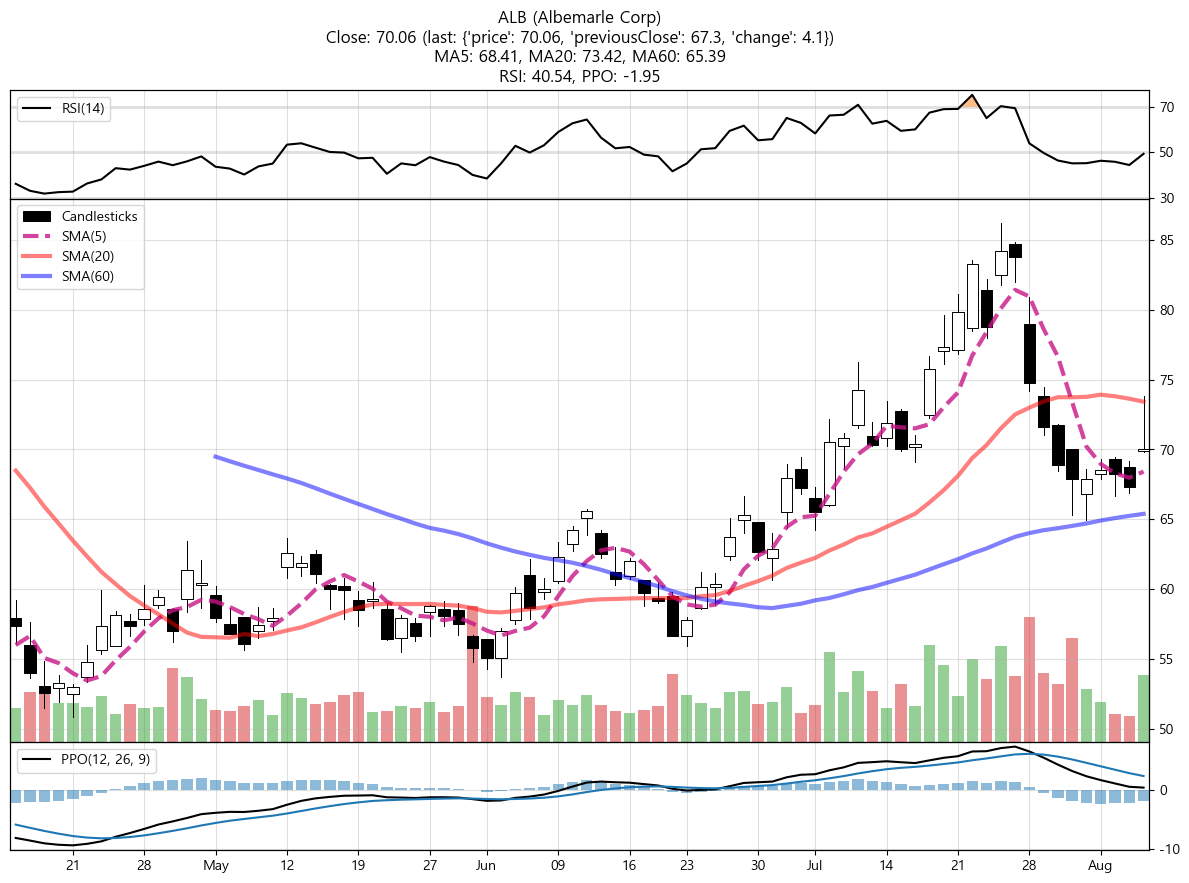 ALB (Albemarle Corp)
Close: 70.06 (last: {'price': 70.06, 'previousClose': 67.3, 'change': 4.1})
MA5: 68.41, MA20: 73.42, MA60: 65.39
RSI: 40.54, PPO: -1.95
RSI(14)
70
50
30
Candlesticks
SMA(5)
SMA(20)
SMA(60)
85
80
75
70
65
60
55
50
PPO(12, 26, 9)
0
-10
21 28 May 12 19 27 Jun 09 16 23 30 Jul 14 21 28 Aug